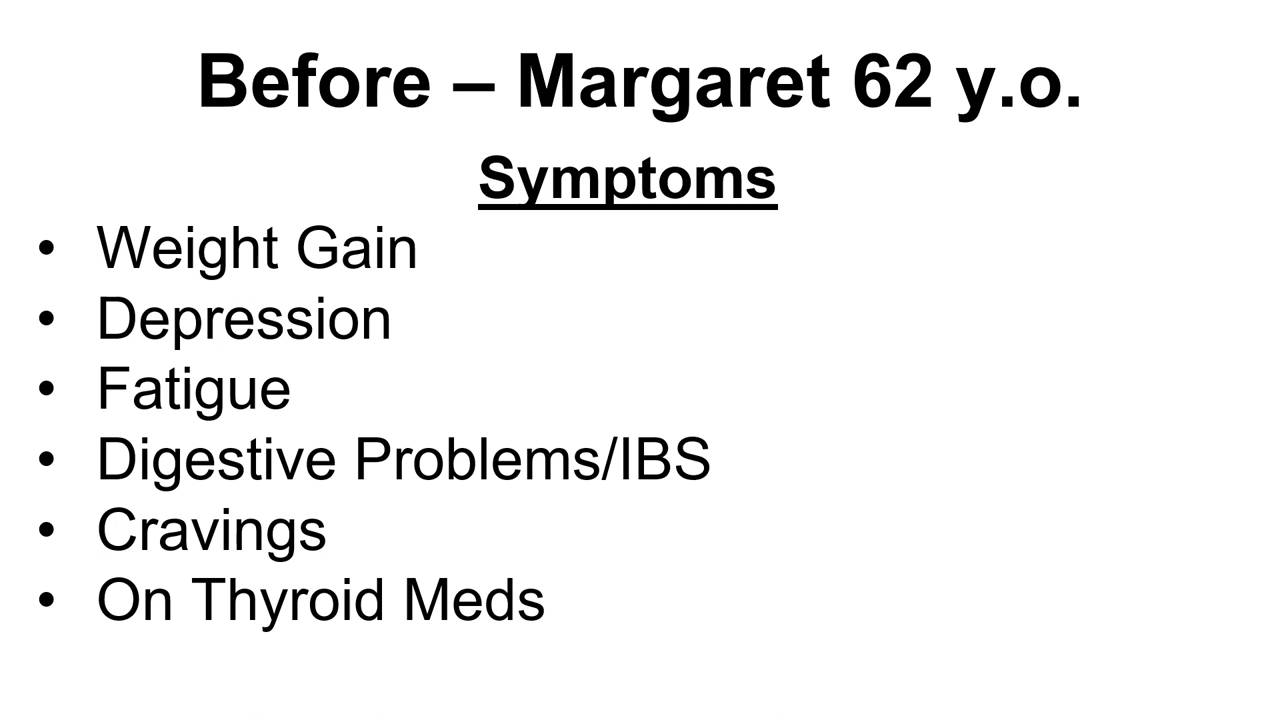 Before – Margaret 62 y.o.
Symptoms
• Weight Gain
• Depression
• Fatigue
• Digestive Problems/IBS
• Cravings
• On Thyroid Meds